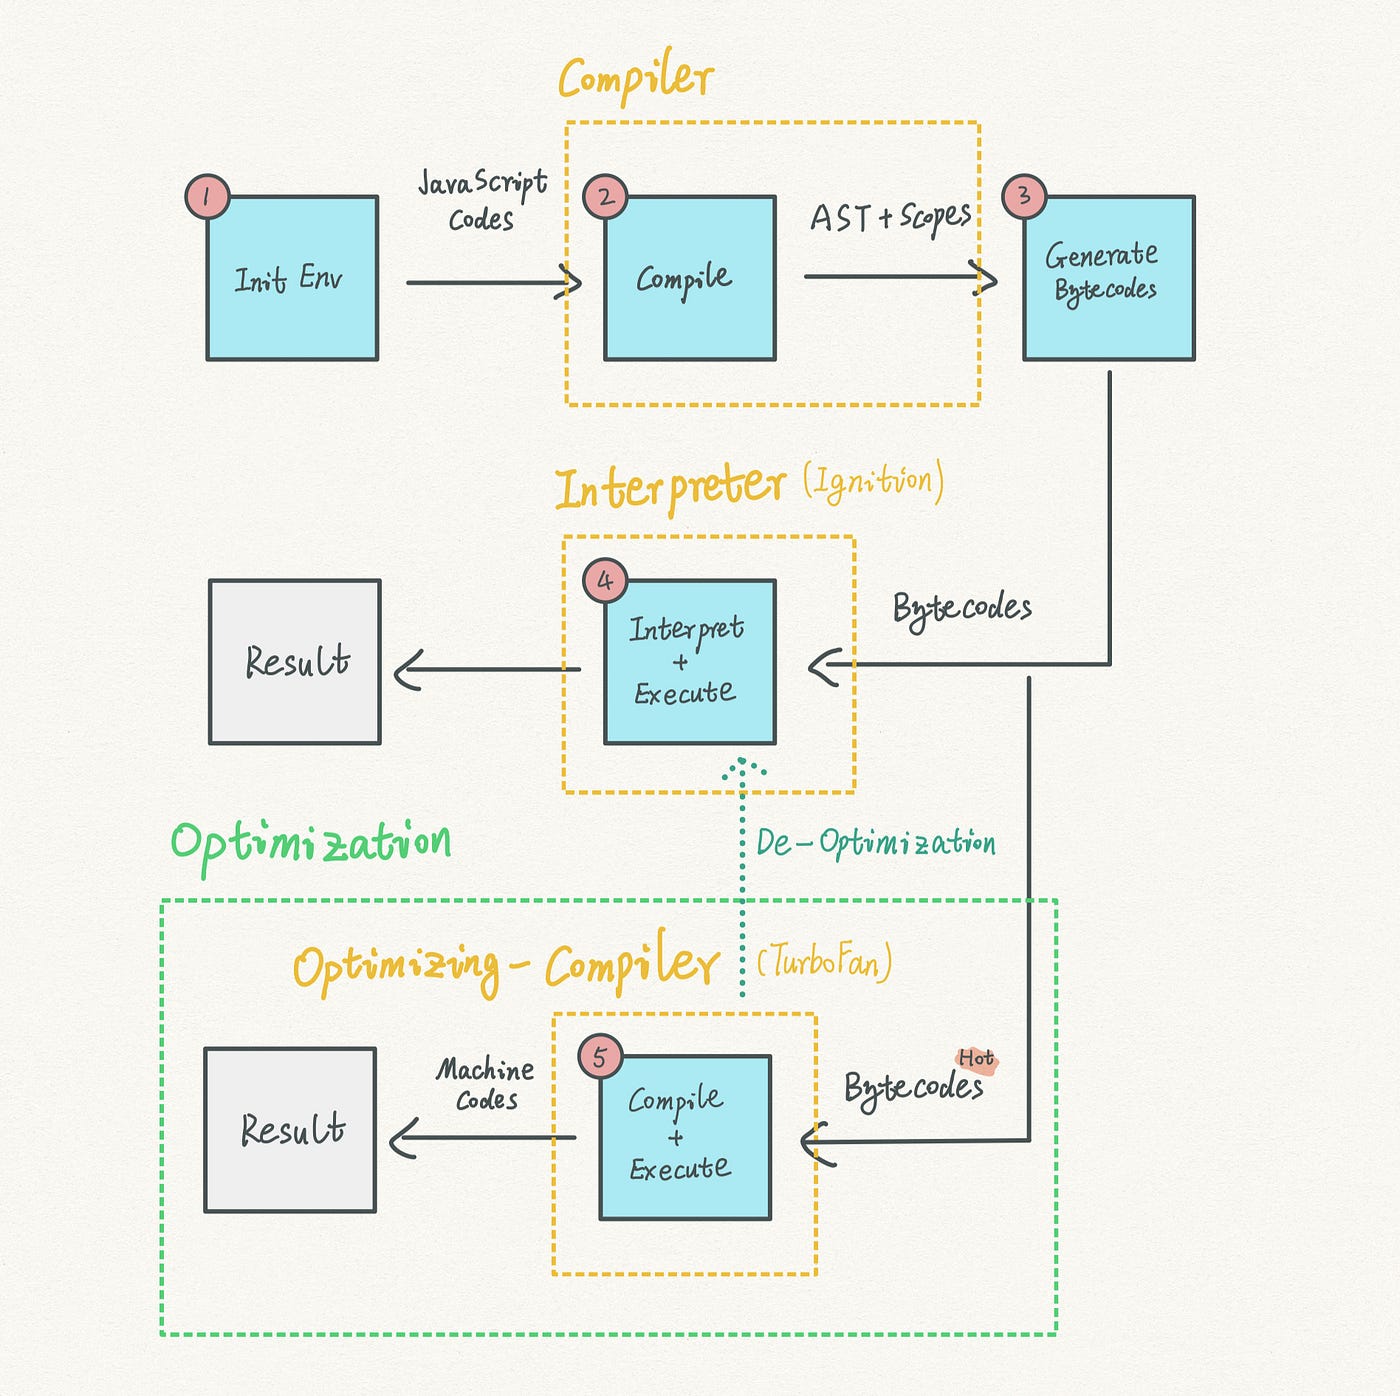 Compiler
1
JavaScript
Codes
2
AST + Scopes
3
Init Env
Compile
Generate
Bytecodes
Interpreter (Ignition)
4
Bytecodes
Interpret
+
Execute
Result
Optimization
De-Optimization
Optimizing-Compiler (TurboFan)
5
Machine
Codes
Hot
Bytecodes
Compile
+
Execute
Result